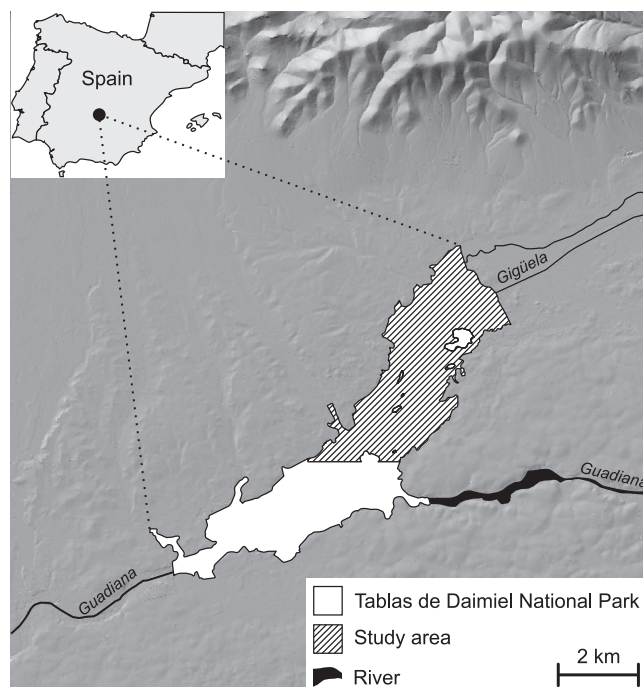 Spain
Gigüela
Guadiana
Guadiana
Tablas de Daimiel National Park
Study area
River
2 km